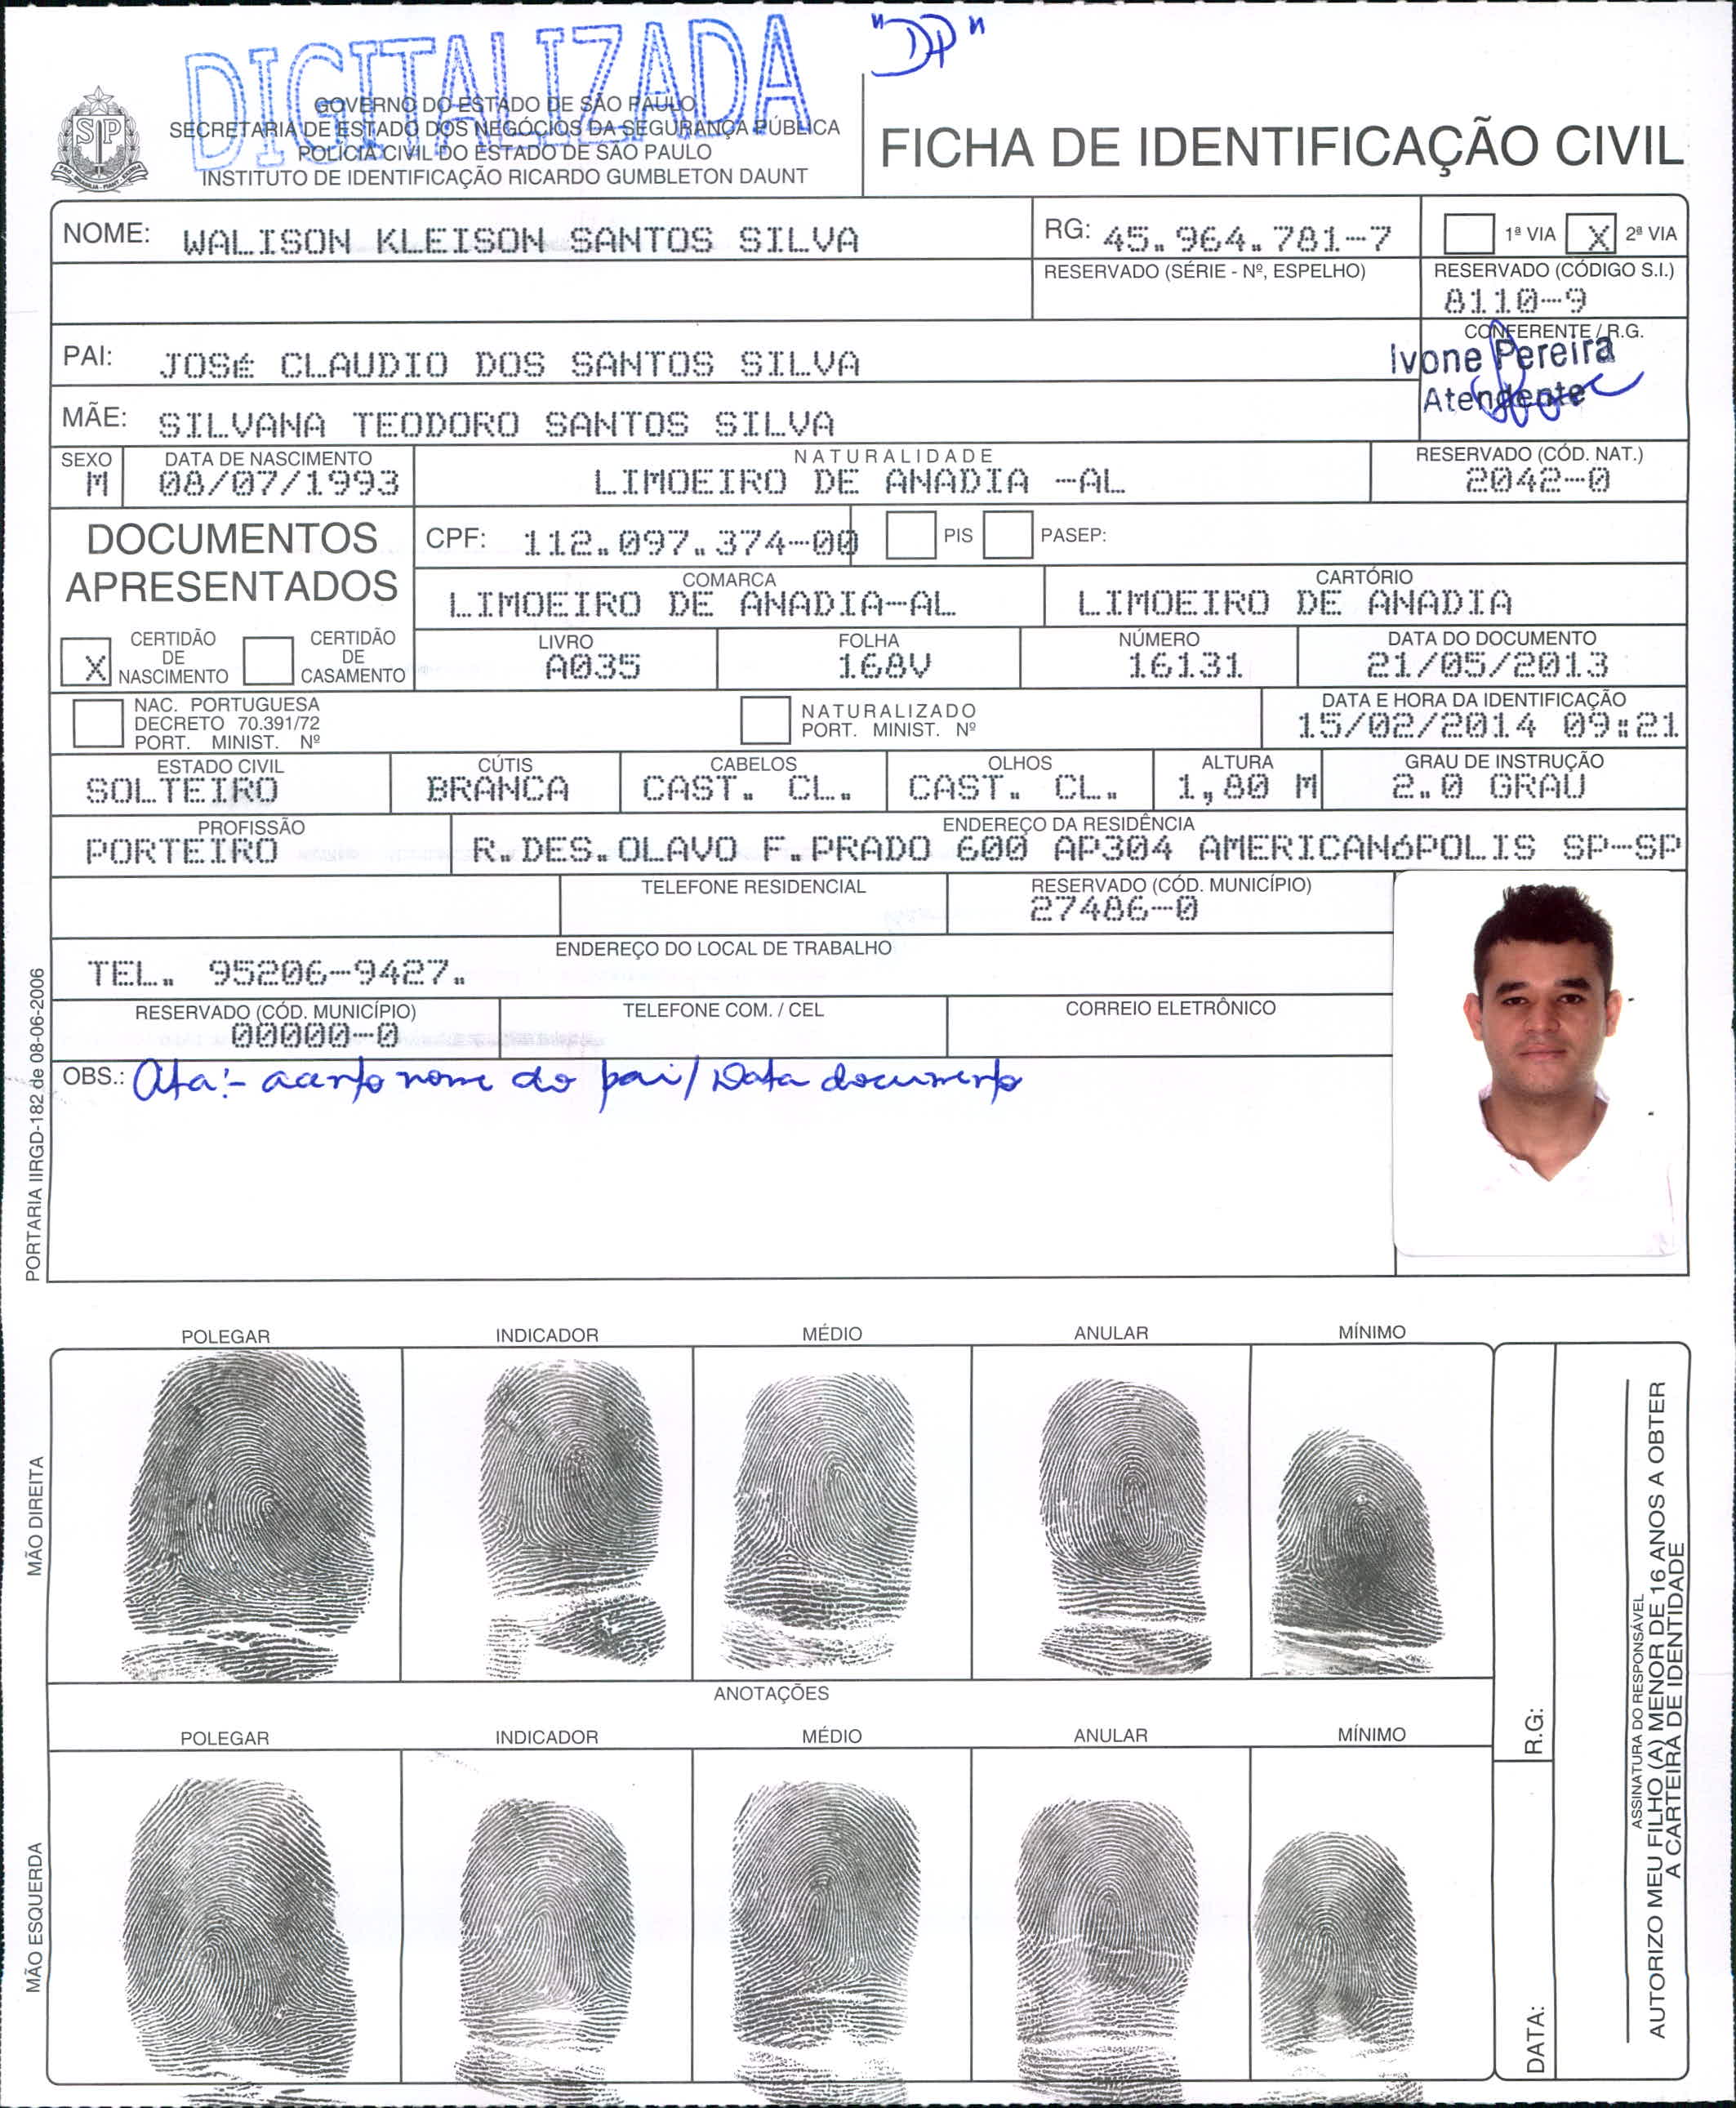 DIGITALIZADA
"DP"
GOVERNO DO ESTADO DE SÃO PAULO
SECRETARIA DE ESTADO DOS NEGÓCIOS DA SEGURANÇA PÚBLICA
POLÍCIA CIVIL DO ESTADO DE SÃO PAULO
INSTITUTO DE IDENTIFICAÇÃO RICARDO GUMBLETON DAUNT
FICHA DE IDENTIFICAÇÃO CIVIL
NOME: WALISON KLEISON SANTOS SILVA
RG: 45.964.781-7
1ª VIA X 2ª VIA
RESERVADO (SÉRIE - Nº, ESPELHO)
RESERVADO (CÓDIGO S.I.)
8110-9
PAI: JOSé CLAUDIO DOS SANTOS SILVA
CONFERENTE / R.G.
Ivone Pereira
Atendente
MÃE: SILVANA TEODORO SANTOS SILVA
SEXO
M
DATA DE NASCIMENTO
08/07/1993
NATURALIDADE
LIMOEIRO DE ANADIA -AL
RESERVADO (CÓD. NAT.)
2042-0
DOCUMENTOS
APRESENTADOS
CPF: 112.097.374-00
PIS PASEP:
COMARCA
LIMOEIRO DE ANADIA-AL
CARTÓRIO
LIMOEIRO DE ANADIA
X CERTIDÃO DE NASCIMENTO
CERTIDÃO DE CASAMENTO
LIVRO
A035
FOLHA
168V
NÚMERO
16131
DATA DO DOCUMENTO
21/05/2013
NAC. PORTUGUESA
DECRETO 70.391/72
PORT. MINIST. Nº
NATURALIZADO
PORT. MINIST. Nº
DATA E HORA DA IDENTIFICAÇÃO
15/02/2014 09:21
ESTADO CIVIL
SOLTEIRO
CÚTIS
BRANCA
CABELOS
CAST. CL.
OLHOS
CAST. CL.
ALTURA
1,80 M
GRAU DE INSTRUÇÃO
2.0 GRAU
PROFISSÃO
PORTEIRO
ENDEREÇO DA RESIDÊNCIA
R.DES.OLAVO F.PRADO 600 AP304 AMERICANóPOLIS SP-SP
TELEFONE RESIDENCIAL
RESERVADO (CÓD. MUNICÍPIO)
27486-0
ENDEREÇO DO LOCAL DE TRABALHO
TEL. 95206-9427.
RESERVADO (CÓD. MUNICÍPIO)
00000-0
TELEFONE COM. / CEL
CORREIO ELETRÔNICO
OBS.: Ata:- acerto nome do pai/Data documento
PORTARIA IIRGD-182 de 08-06-2006
POLEGAR INDICADOR MÉDIO ANULAR MÍNIMO
MÃO DIREITA
ANOTAÇÕES
POLEGAR INDICADOR MÉDIO ANULAR MÍNIMO
MÃO ESQUERDA
R.G:
DATA:
ASSINATURA DO RESPONSÁVEL
AUTORIZO MEU FILHO (A) MENOR DE 16 ANOS A OBTER
A CARTEIRA DE IDENTIDADE